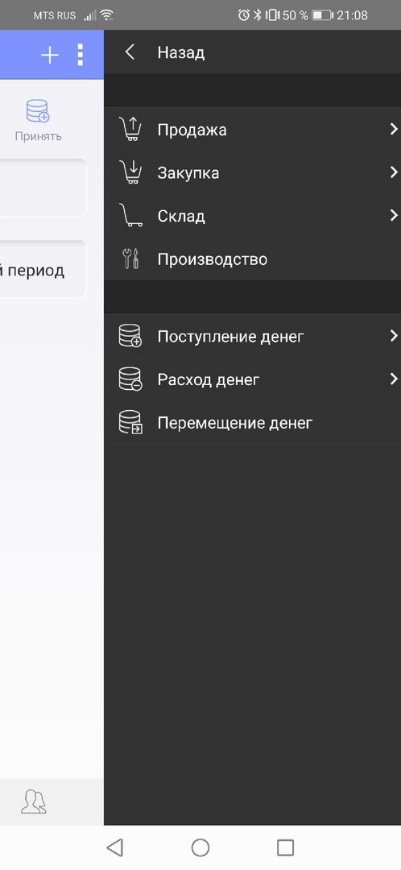 MTS RUS 50 % 21:08
Назад
Принять
Продажа
Закупка
Склад
й период
Производство
Поступление денег
Расход денег
Перемещение денег